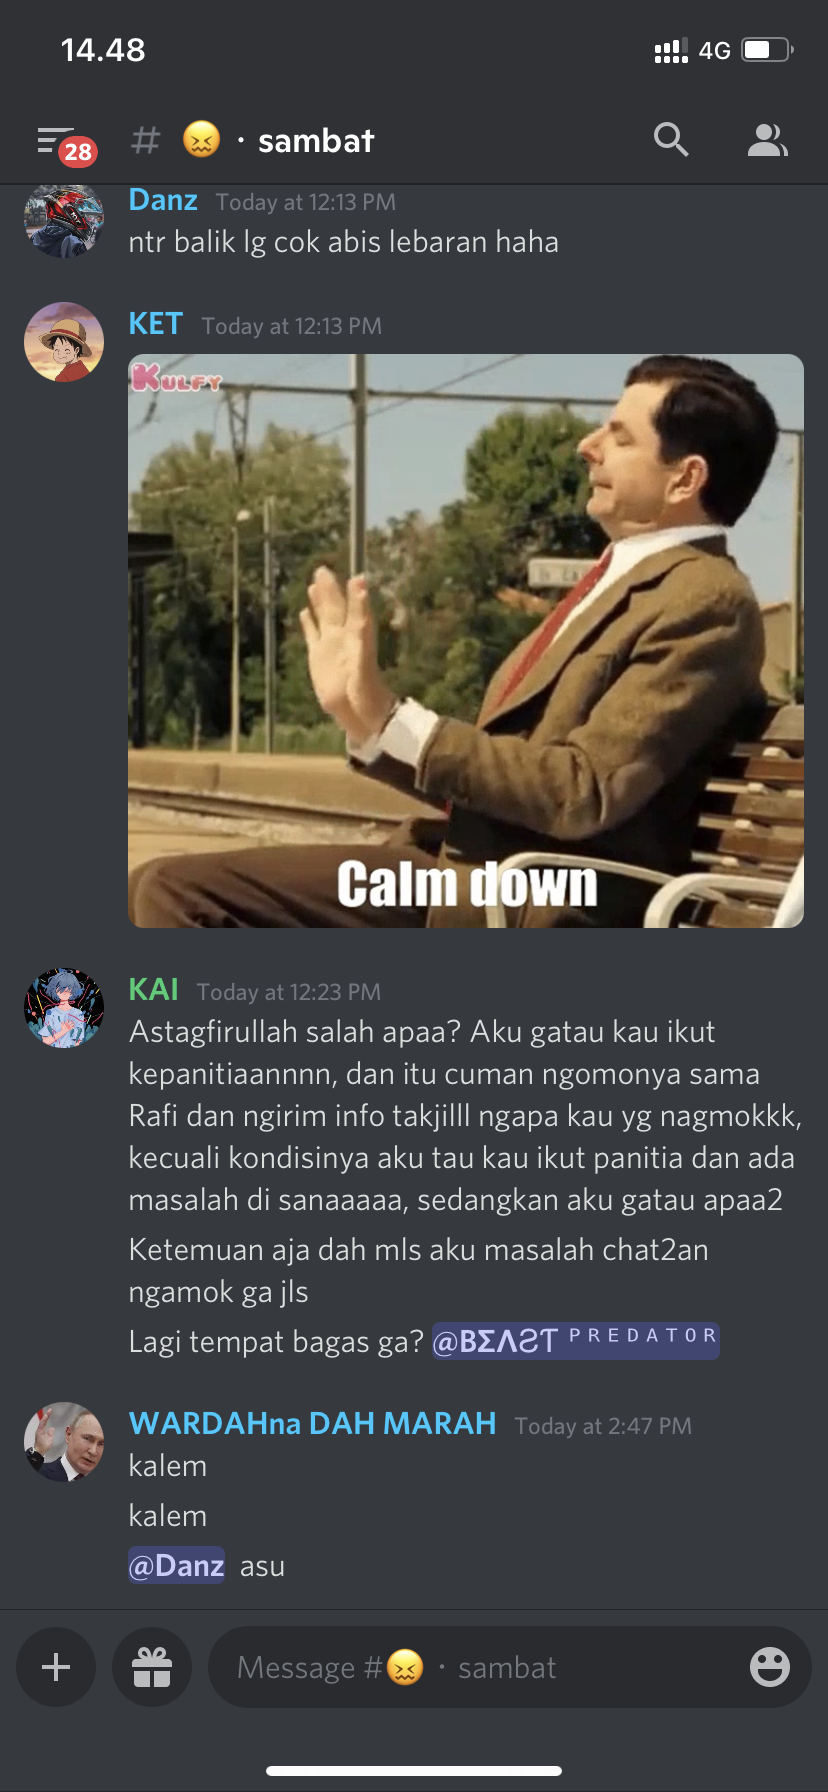 14.48
4G
28
# 😖 · sambat
Danz Today at 12:13 PM
ntr balik lg cok abis lebaran haha
KET Today at 12:13 PM
KULFY
Calm down
KAI Today at 12:23 PM
Astagfirullah salah apaa? Aku gatau kau ikut
kepanitiaannnn, dan itu cuman ngomonya sama
Rafi dan ngirim info takjilll ngapa kau yg nagmokkk,
kecuali kondisinya aku tau kau ikut panitia dan ada
masalah di sanaaaaa, sedangkan aku gatau apaa2
Ketemuan aja dah mls aku masalah chat2an
ngamok ga jls
Lagi tempat bagas ga? @BΣΛƧƬ ᴾ ᴿ ᴱ ᴰ ᴬ ᵀ ᴼ ᴿ
WARDAHna DAH MARAH Today at 2:47 PM
kalem
kalem
@Danz asu
Message #😖 · sambat